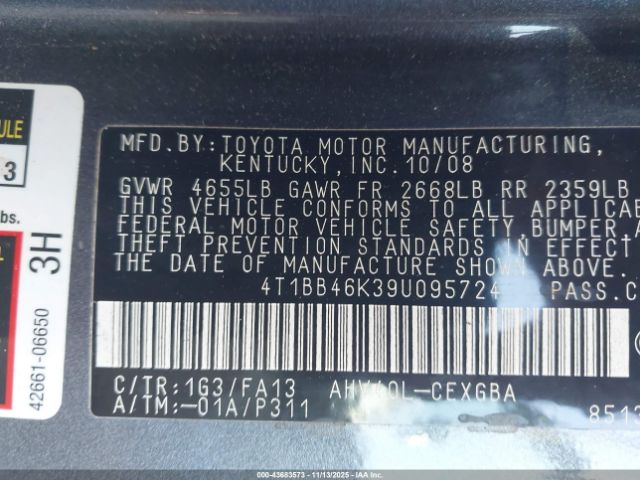 ULE
3
bs.
L
3H
42661-06650
MFD.BY:TOYOTA MOTOR MANUFACTURING,
KENTUCKY,INC.10/08
GVWR 4655LB GAWR FR 2668LB RR 2359LB
THIS VEHICLE CONFORMS TO ALL APPLICAB
FEDERAL MOTOR VEHICLE SAFETY,BUMPER,A
THEFT PREVENTION STANDARDS IN EFFECT
THE DATE OF MANUFACTURE SHOWN ABOVE.
4T1BB46K39U095724 PASS.C
C/TR:1G3/FA13 AHV40L-CEXGBA
A/TM:-01A/P311
851
000-43683573 — 11/13/2025 — IAAI.COM